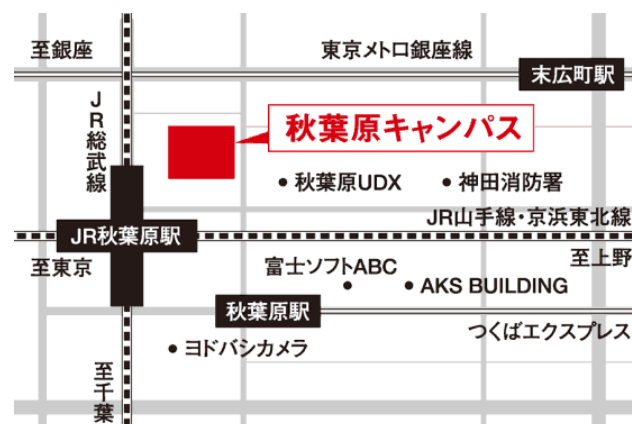 至銀座
東京メトロ銀座線
末広町駅
JR総武線
秋葉原キャンパス
秋葉原UDX
神田消防署
JR山手線・京浜東北線
JR秋葉原駅
至東京
至上野
富士ソフトABC
AKS BUILDING
秋葉原駅
つくばエクスプレス
ヨドバシカメラ
至千葉